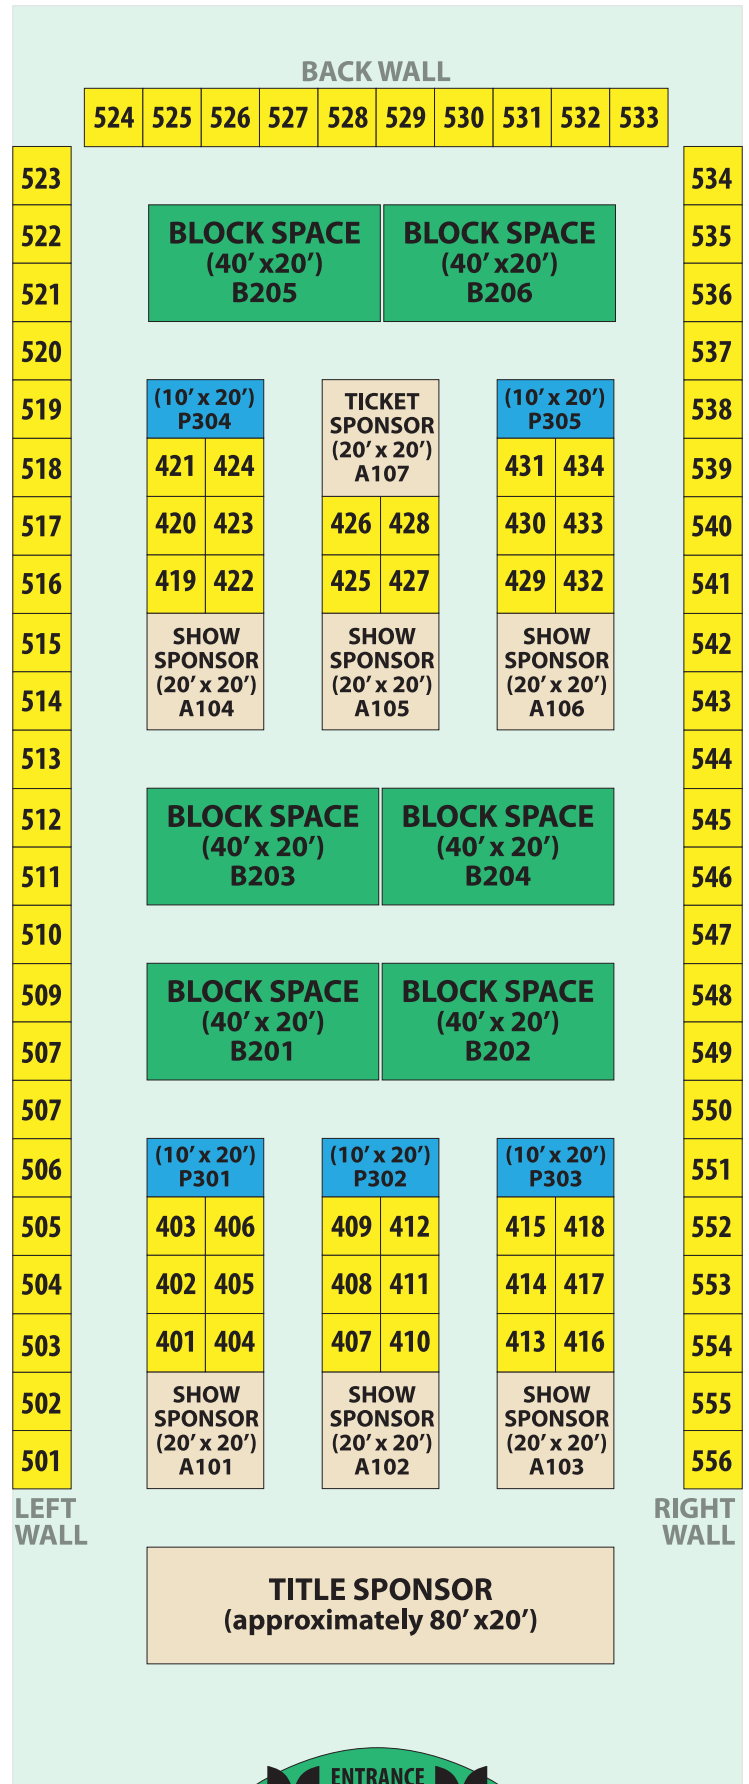 BACK WALL
524 525 526 527 528 529 530 531 532 533
523
522
521
520
519
518
517
516
515
514
513
512
511
510
509
507
507
506
505
504
503
502
501
LEFT
WALL
BLOCK SPACE
(40’ x20’)
B205
BLOCK SPACE
(40’ x20’)
B206
(10’ x 20’)
P304
421 424
420 423
419 422
SHOW
SPONSOR
(20’ x 20’)
A104
TICKET
SPONSOR
(20’ x 20’)
A107
426 428
425 427
SHOW
SPONSOR
(20’ x 20’)
A105
(10’ x 20’)
P305
431 434
430 433
429 432
SHOW
SPONSOR
(20’ x 20’)
A106
BLOCK SPACE
(40’ x 20’)
B203
BLOCK SPACE
(40’ x 20’)
B204
BLOCK SPACE
(40’ x 20’)
B201
BLOCK SPACE
(40’ x 20’)
B202
(10’ x 20’)
P301
403 406
402 405
401 404
SHOW
SPONSOR
(20’ x 20’)
A101
(10’ x 20’)
P302
409 412
408 411
407 410
SHOW
SPONSOR
(20’ x 20’)
A102
(10’ x 20’)
P303
415 418
414 417
413 416
SHOW
SPONSOR
(20’ x 20’)
A103
534
535
536
537
538
539
540
541
542
543
544
545
546
547
548
549
550
551
552
553
554
555
556
RIGHT
WALL
TITLE SPONSOR
(approximately 80’ x20’)
ENTRANCE